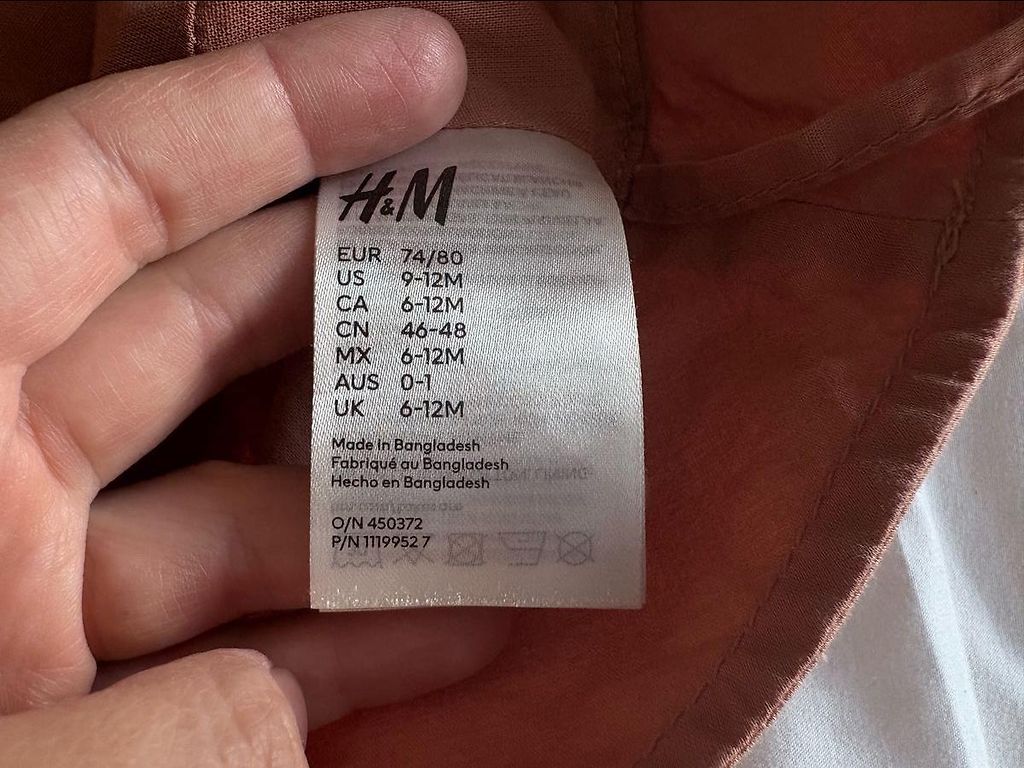 H&M
EUR 74/80
US 9-12M
CA 6-12M
CN 46-48
MX 6-12M
AUS 0-1
UK 6-12M
Made in Bangladesh
Fabriqué au Bangladesh
Hecho en Bangladesh
O/N 450372
P/N 1119952 7